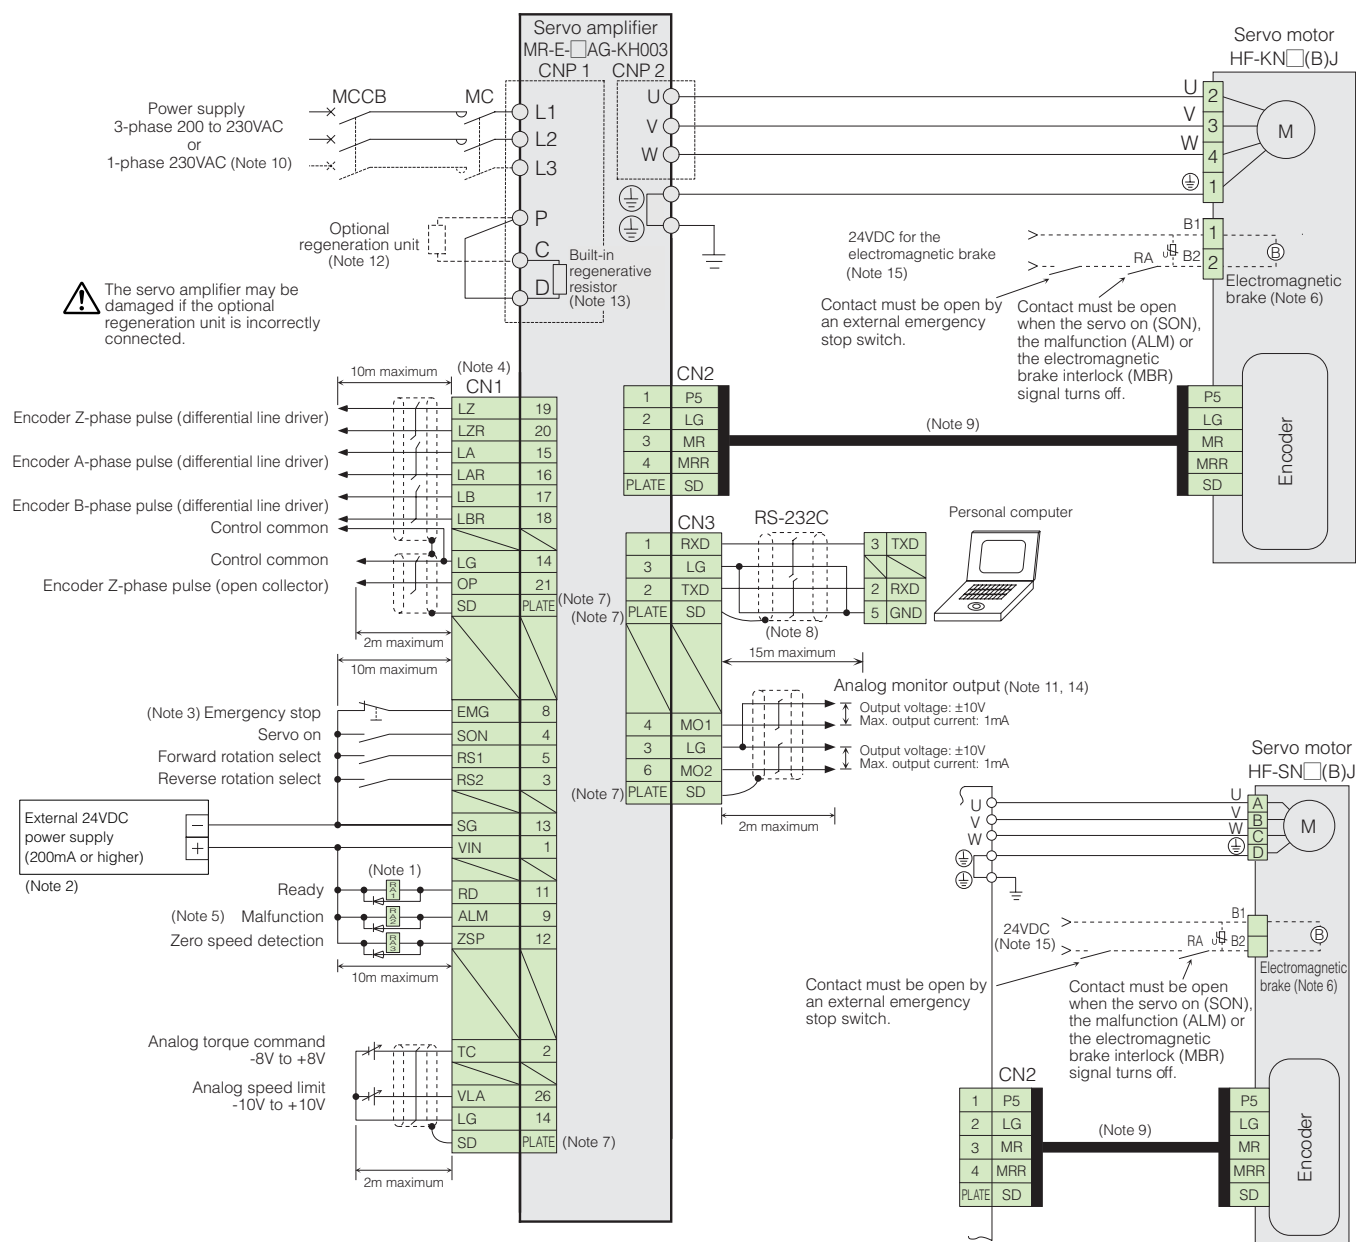 Servo amplifier
MR-E-□AG-KH003
CNP 1
CNP 2
Servo motor
HF-KN□(B)J
Power supply
3-phase 200 to 230VAC
or
1-phase 230VAC (Note 10)
MCCB
MC
L1
L2
L3
P
C
D
U
V
W
U
V
W
2
3
4
1
M
Optional
regeneration unit
(Note 12)
Built-in
regenerative
resistor
(Note 13)
The servo amplifier may be
damaged if the optional
regeneration unit is incorrectly
connected.
24VDC for the
electromagnetic brake
(Note 15)
B1
1
RA
U
B2
2
B
Electromagnetic
brake (Note 6)
Contact must be open by
an external emergency
stop switch.
Contact must be open
when the servo on (SON),
the malfunction (ALM) or
the electromagnetic
brake interlock (MBR)
signal turns off.
(Note 4)
CN1
10m maximum
Encoder Z-phase pulse (differential line driver)
LZ 19
LZR 20
Encoder A-phase pulse (differential line driver)
LA 15
LAR 16
Encoder B-phase pulse (differential line driver)
LB 17
LBR 18
Control common
Control common
LG 14
Encoder Z-phase pulse (open collector)
OP 21
SD PLATE (Note 7)
2m maximum
10m maximum
(Note 3) Emergency stop
EMG 8
Servo on
SON 4
Forward rotation select
RS1 5
Reverse rotation select
RS2 3
External 24VDC
power supply
(200mA or higher)
−
+
(Note 2)
SG 13
VIN 1
(Note 1)
Ready
RA1
RD 11
(Note 5) Malfunction
RA2
ALM 9
Zero speed detection
RA3
ZSP 12
10m maximum
Analog torque command
-8V to +8V
TC 2
Analog speed limit
-10V to +10V
VLA 26
LG 14
SD PLATE (Note 7)
2m maximum
CN2
1 P5
2 LG
3 MR
4 MRR
PLATE SD
(Note 9)
P5
LG
MR
MRR
SD
Encoder
CN3
RS-232C
Personal computer
1 RXD
3 LG
2 TXD
(Note 7) PLATE SD
3 TXD
2 RXD
5 GND
(Note 8)
15m maximum
Analog monitor output (Note 11, 14)
Output voltage: ±10V
Max. output current: 1mA
4 MO1
3 LG
Output voltage: ±10V
Max. output current: 1mA
6 MO2
(Note 7) PLATE SD
2m maximum
Servo motor
HF-SN□(B)J
U
V
W
U
V
W
A
B
C
D
M
24VDC
(Note 15)
B1
RA
U
B2
B
Electromagnetic
brake (Note 6)
Contact must be open by
an external emergency
stop switch.
Contact must be open
when the servo on (SON),
the malfunction (ALM) or
the electromagnetic
brake interlock (MBR)
signal turns off.
CN2
1 P5
2 LG
3 MR
4 MRR
PLATE SD
(Note 9)
P5
LG
MR
MRR
SD
Encoder